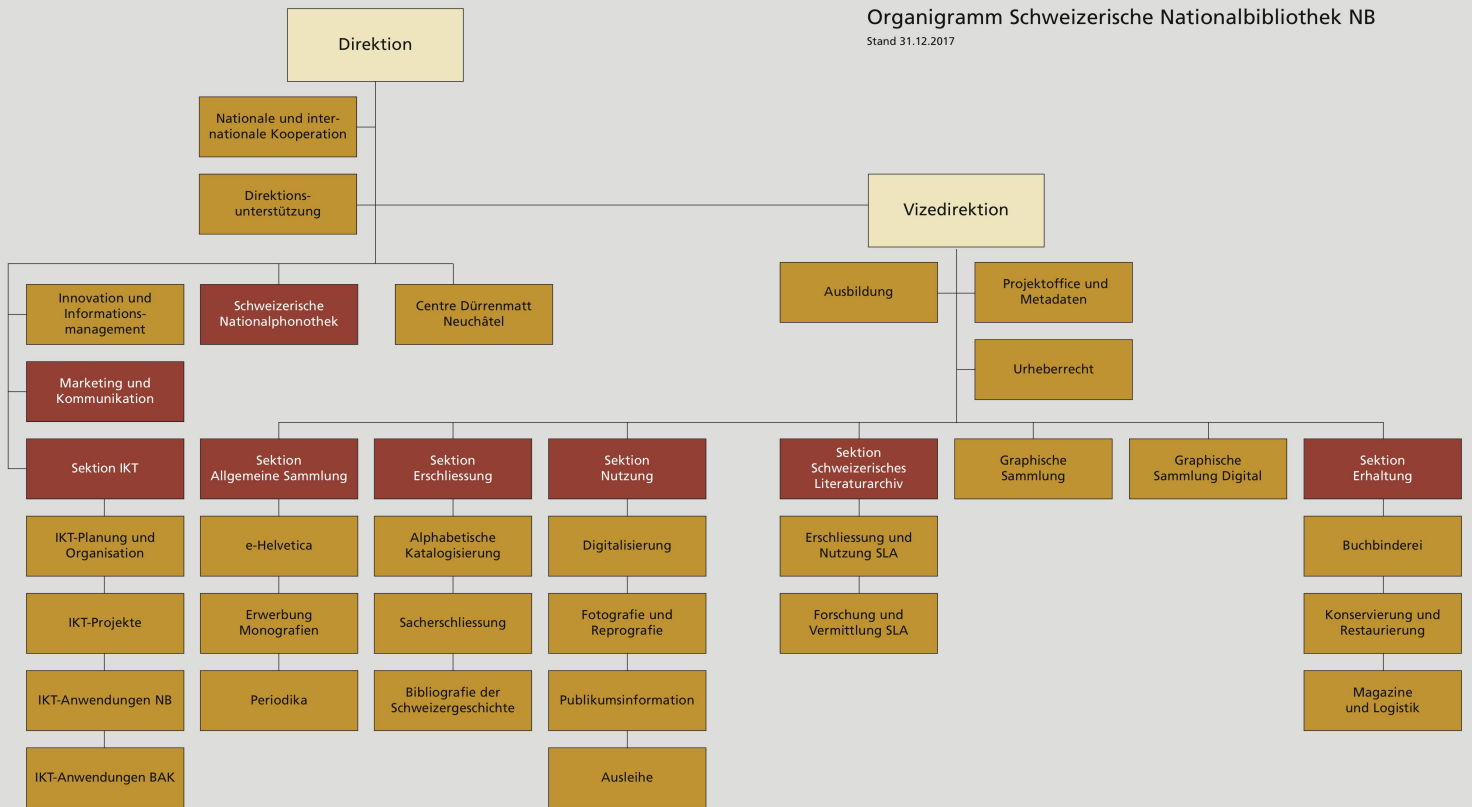 Organigramm Schweizerische Nationalbibliothek NB
Stand 31.12.2017
Direktion
Nationale und inter-
nationale Kooperation
Direktions-
unterstützung
Vizedirektion
Innovation und
Informations-
management
Schweizerische
Nationalphonothek
Centre Dürrenmatt
Neuchâtel
Ausbildung
Projektoffice und
Metadaten
Marketing und
Kommunikation
Urheberrecht
Sektion IKT
Sektion
Allgemeine Sammlung
Sektion
Erschliessung
Sektion
Nutzung
Sektion
Schweizerisches
Literaturarchiv
Graphische
Sammlung
Graphische
Sammlung Digital
Sektion
Erhaltung
IKT-Planung und
Organisation
e-Helvetica
Alphabetische
Katalogisierung
Digitalisierung
Erschliessung und
Nutzung SLA
Buchbinderei
IKT-Projekte
Erwerbung
Monografien
Sacherschliessung
Fotografie und
Reprografie
Forschung und
Vermittlung SLA
Konservierung und
Restaurierung
IKT-Anwendungen NB
Periodika
Bibliografie der
Schweizergeschichte
Publikumsinformation
Magazine
und Logistik
IKT-Anwendungen BAK
Ausleihe